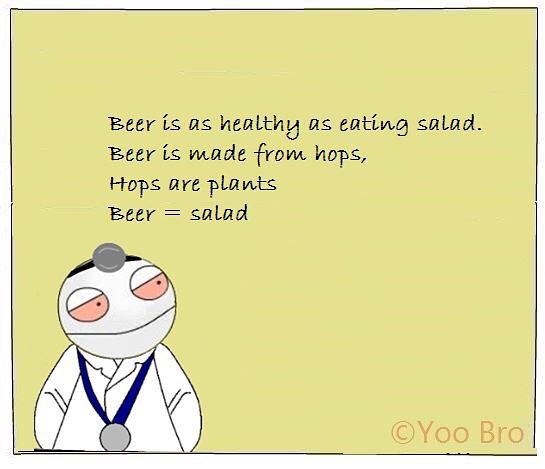 Beer is as healthy as eating salad.
Beer is made from hops,
Hops are plants
Beer = salad
©Yoo Bro